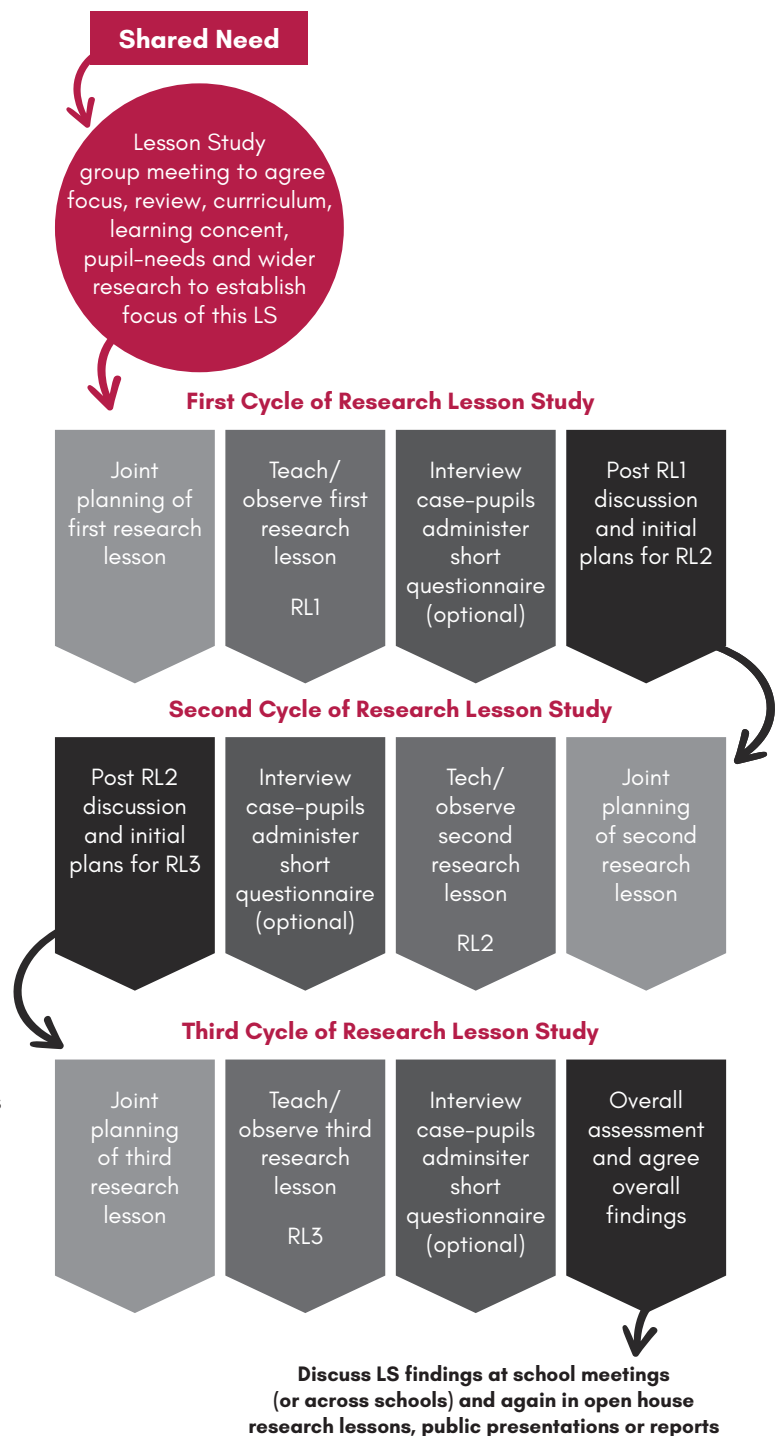 Shared Need
Lesson Study
group meeting to agree
focus, review, currriculum,
learning concent,
pupil-needs and wider
research to establish
focus of this LS
First Cycle of Research Lesson Study
Joint
planning of
first research
lesson
Teach/
observe first
research
lesson
RL1
Interview
case-pupils
administer
short
questionnaire
(optional)
Post RL1
discussion
and initial
plans for RL2
Second Cycle of Research Lesson Study
Post RL2
discussion
and initial
plans for RL3
Interview
case-pupils
administer
short
questionnaire
(optional)
Tech/
observe
second
research
lesson
RL2
Joint
planning
of second
research
lesson
Third Cycle of Research Lesson Study
Joint
planning
of third
research
lesson
Teach/
observe third
research
lesson
RL3
Interview
case-pupils
adminsiter
short
questionnaire
(optional)
Overall
assessment
and agree
overall
findings
Discuss LS findings at school meetings
(or across schools) and again in open house
research lessons, public presentations or reports